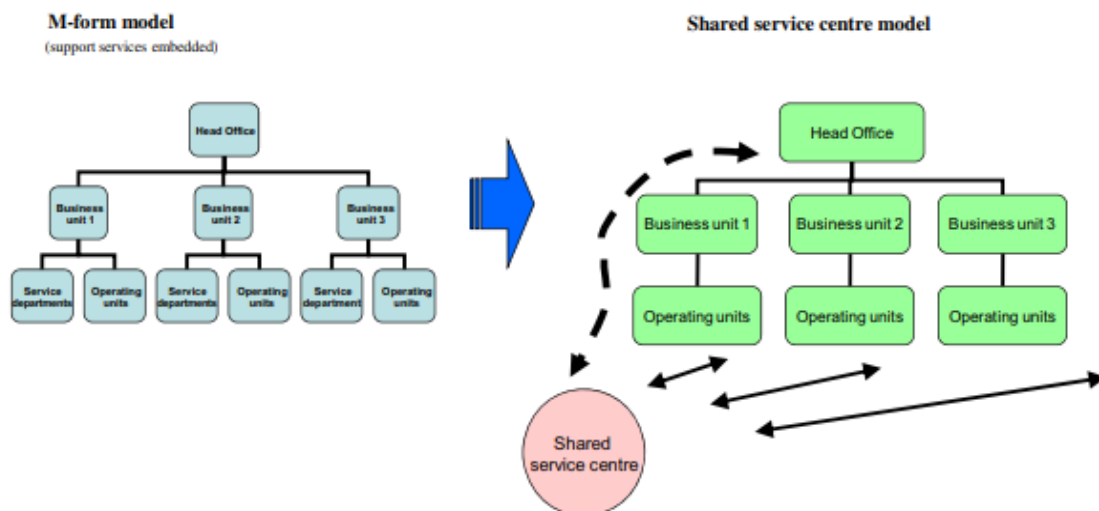 M-form model
(support services embedded)
Shared service centre model
Head Office
Business
unit 1
Business
unit 2
Business
unit 3
Service
departments
Operating
units
Service
departments
Operating
units
Service
department
Operating
units
Head Office
Business unit 1
Business unit 2
Business unit 3
Operating units
Operating units
Operating units
Shared
service centre